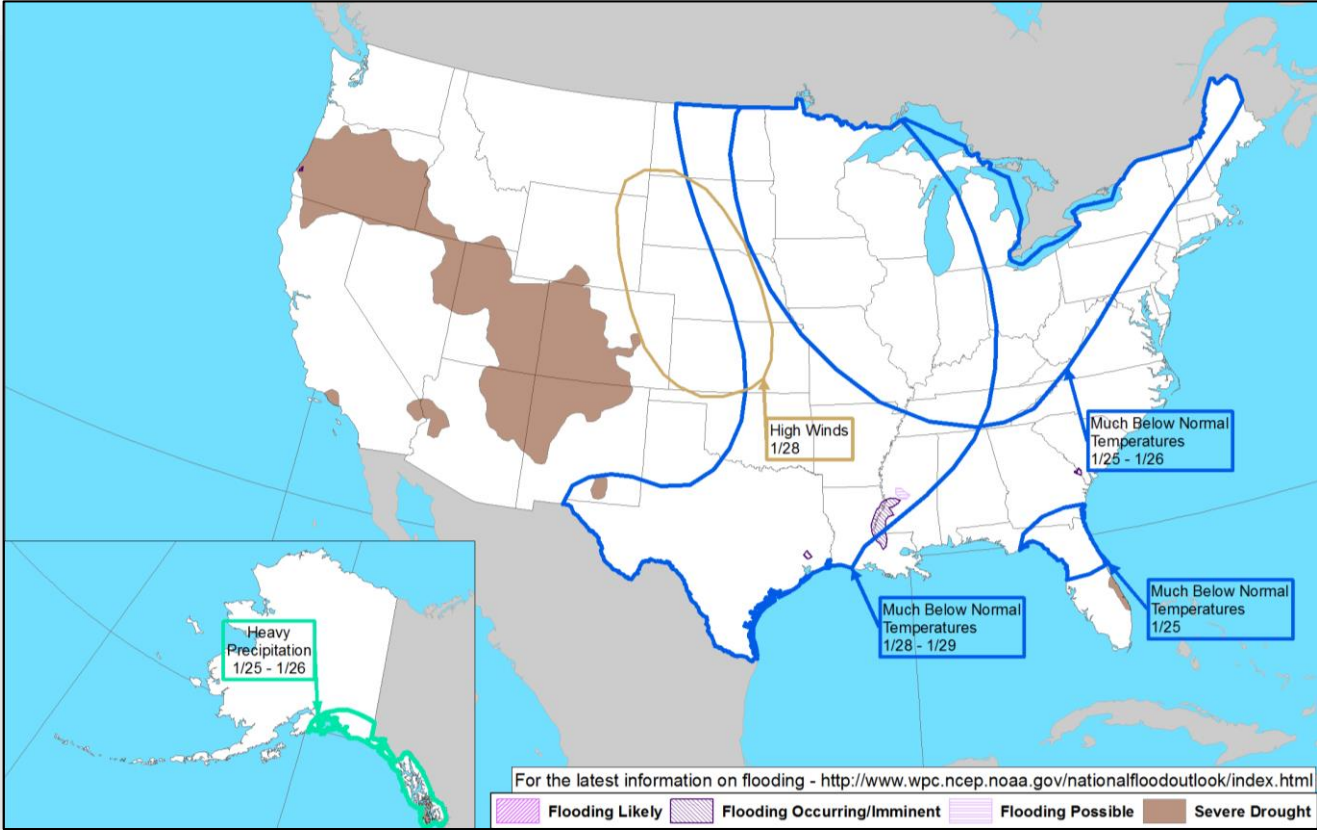 High Winds
1/28
Much Below Normal
Temperatures
1/25 - 1/26
Much Below Normal
Temperatures
1/28 - 1/29
Much Below Normal
Temperatures
1/25
Heavy
Precipitation
1/25 - 1/26
For the latest information on flooding - http://www.wpc.ncep.noaa.gov/nationalfloodoutlook/index.html
Flooding Likely
Flooding Occurring/Imminent
Flooding Possible
Severe Drought